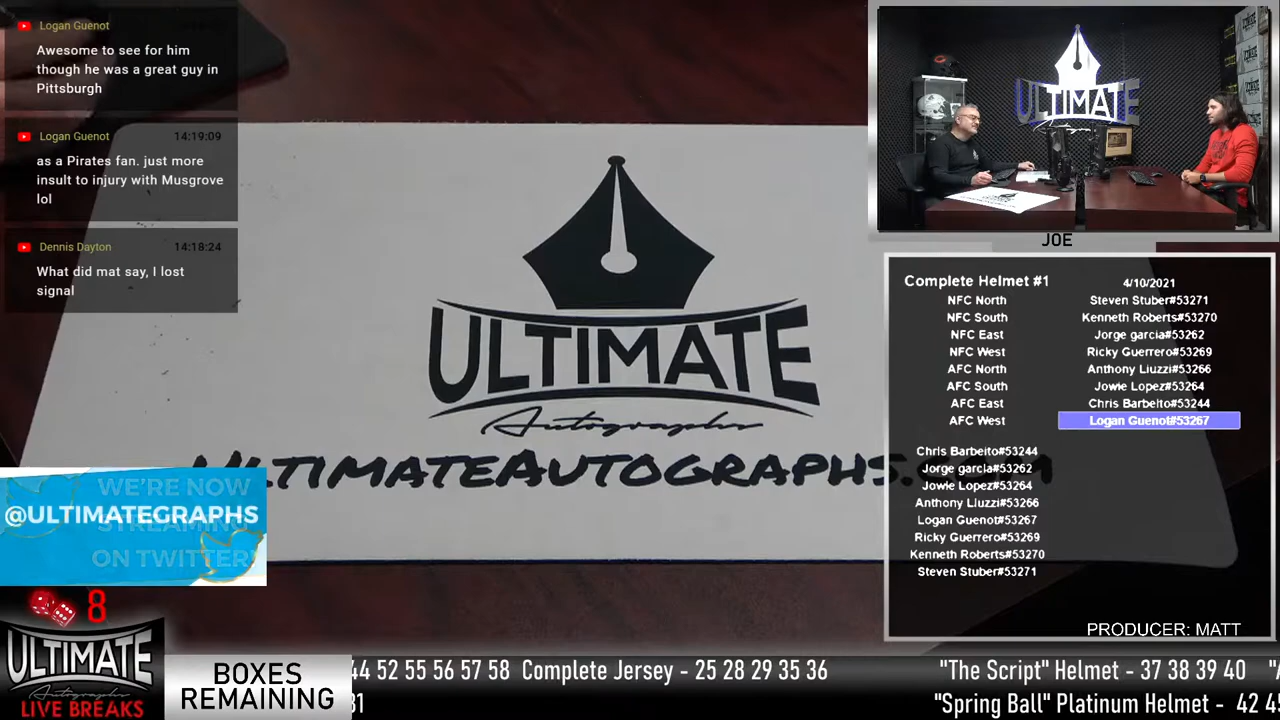 Logan Guenot
Awesome to see for him
though he was a great guy in
Pittsburgh
Logan Guenot 14:19:09
as a Pirates fan. just more
insult to injury with Musgrove
lol
Dennis Dayton 14:18:24
What did mat say, I lost
signal
ULTIMATE
Autographs
ULTIMATEAUTOGRAPHS.
WE'RE NOW
@ULTIMATEGRAPHS
STREAMING
ON TWITTER!
ULTIMATE
JOE
Complete Helmet #1 4/10/2021
NFC North Steven Stuber#53271
NFC South Kenneth Roberts#53270
NFC East Jorge garcia#53262
NFC West Ricky Guerrero#53269
AFC North Anthony Liuzzi#53266
AFC South Jowie Lopez#53264
AFC East Chris Barbeito#53244
AFC West Logan Guenot#53267
Chris Barbeito#53244
Jorge garcia#53262
Jowie Lopez#53264
Anthony Liuzzi#53266
Logan Guenot#53267
Ricky Guerrero#53269
Kenneth Roberts#53270
Steven Stuber#53271
PRODUCER: MATT
8
ULTIMATE
Autographs
LIVE BREAKS
BOXES
REMAINING
44 52 55 56 57 58 Complete Jersey - 25 28 29 35 36 "The Script" Helmet - 37 38 39 40
"Spring Ball" Platinum Helmet - 42